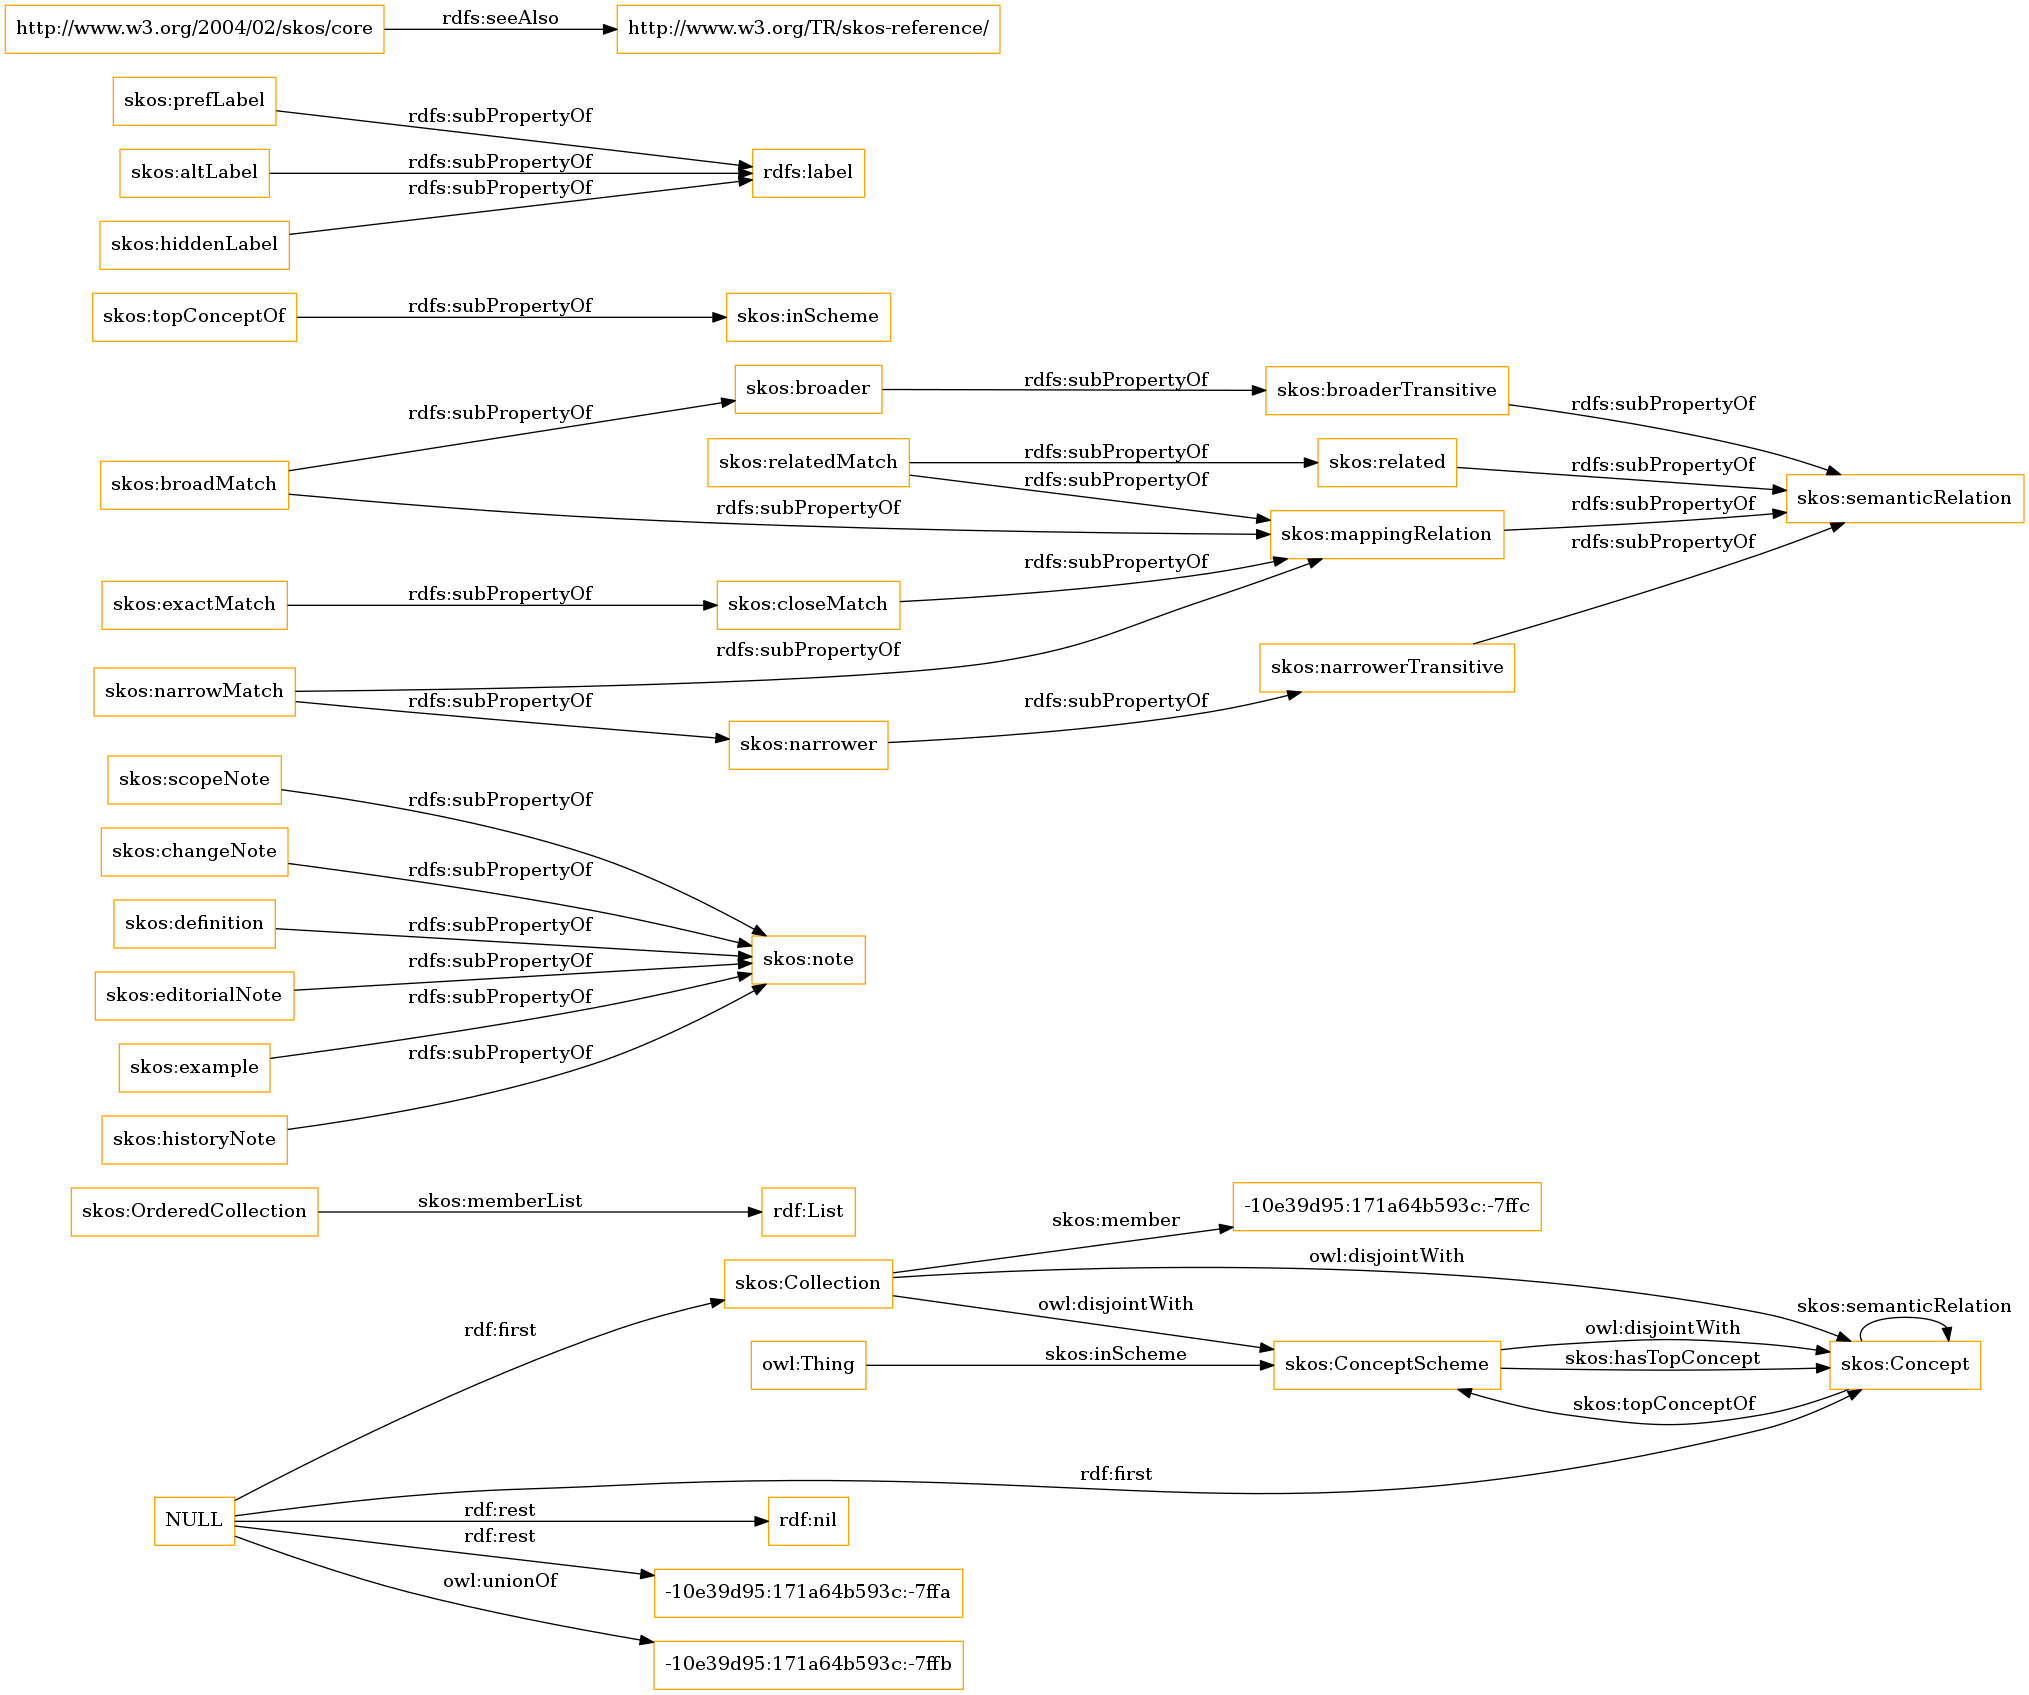 http://www.w3.org/2004/02/skos/core
rdfs:seeAlso
http://www.w3.org/TR/skos-reference/
skos:prefLabel
rdfs:subPropertyOf
skos:altLabel
rdfs:subPropertyOf
rdfs:label
rdfs:subPropertyOf
skos:hiddenLabel
skos:topConceptOf
rdfs:subPropertyOf
skos:inScheme
skos:broader
rdfs:subPropertyOf
skos:broaderTransitive
rdfs:subPropertyOf
rdfs:subPropertyOf
skos:relatedMatch
rdfs:subPropertyOf
skos:related
rdfs:subPropertyOf
skos:broadMatch
rdfs:subPropertyOf
skos:semanticRelation
rdfs:subPropertyOf
rdfs:subPropertyOf
skos:mappingRelation
rdfs:subPropertyOf
rdfs:subPropertyOf
skos:exactMatch
rdfs:subPropertyOf
skos:closeMatch
rdfs:subPropertyOf
skos:narrowerTransitive
skos:narrowMatch
rdfs:subPropertyOf
rdfs:subPropertyOf
skos:narrower
skos:scopeNote
rdfs:subPropertyOf
skos:changeNote
rdfs:subPropertyOf
skos:definition
rdfs:subPropertyOf
skos:note
rdfs:subPropertyOf
skos:editorialNote
rdfs:subPropertyOf
skos:example
rdfs:subPropertyOf
skos:historyNote
skos:OrderedCollection
skos:memberList
rdf:List
skos:member
-10e39d95:171a64b593c:-7ffc
skos:Collection
owl:disjointWith
owl:disjointWith
skos:semanticRelation
rdf:first
owl:disjointWith
owl:Thing
skos:inScheme
skos:ConceptScheme
skos:hasTopConcept
skos:Concept
skos:topConceptOf
rdf:first
NULL
rdf:rest
rdf:nil
rdf:rest
-10e39d95:171a64b593c:-7ffa
owl:unionOf
-10e39d95:171a64b593c:-7ffb